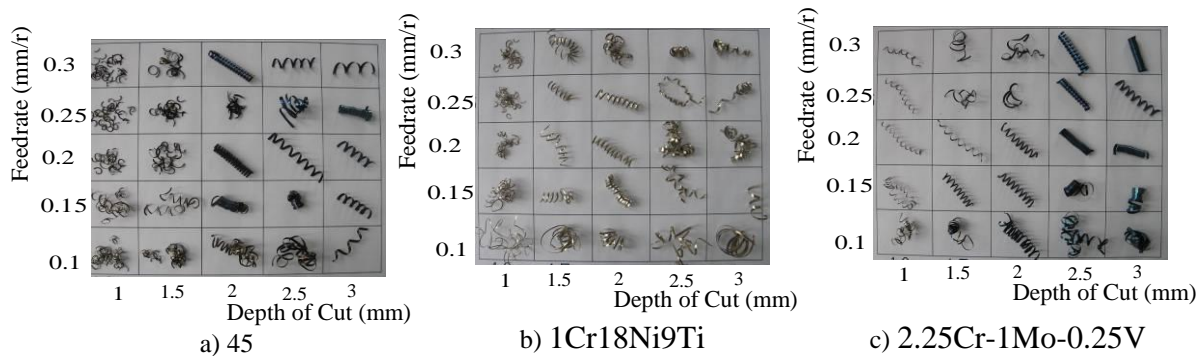 Feedrate (mm/r)
0.3
0.25
0.2
0.15
0.1
1 1.5 2 2.5 3
Depth of Cut (mm)
a) 45
Feedrate (mm/r)
0.3
0.25
0.2
0.15
0.1
1 1.5 2 2.5 3
Depth of Cut (mm)
b) 1Cr18Ni9Ti
Feedrate (mm/r)
0.3
0.25
0.2
0.15
0.1
1 1.5 2 2.5 3
Depth of Cut (mm)
c) 2.25Cr-1Mo-0.25V